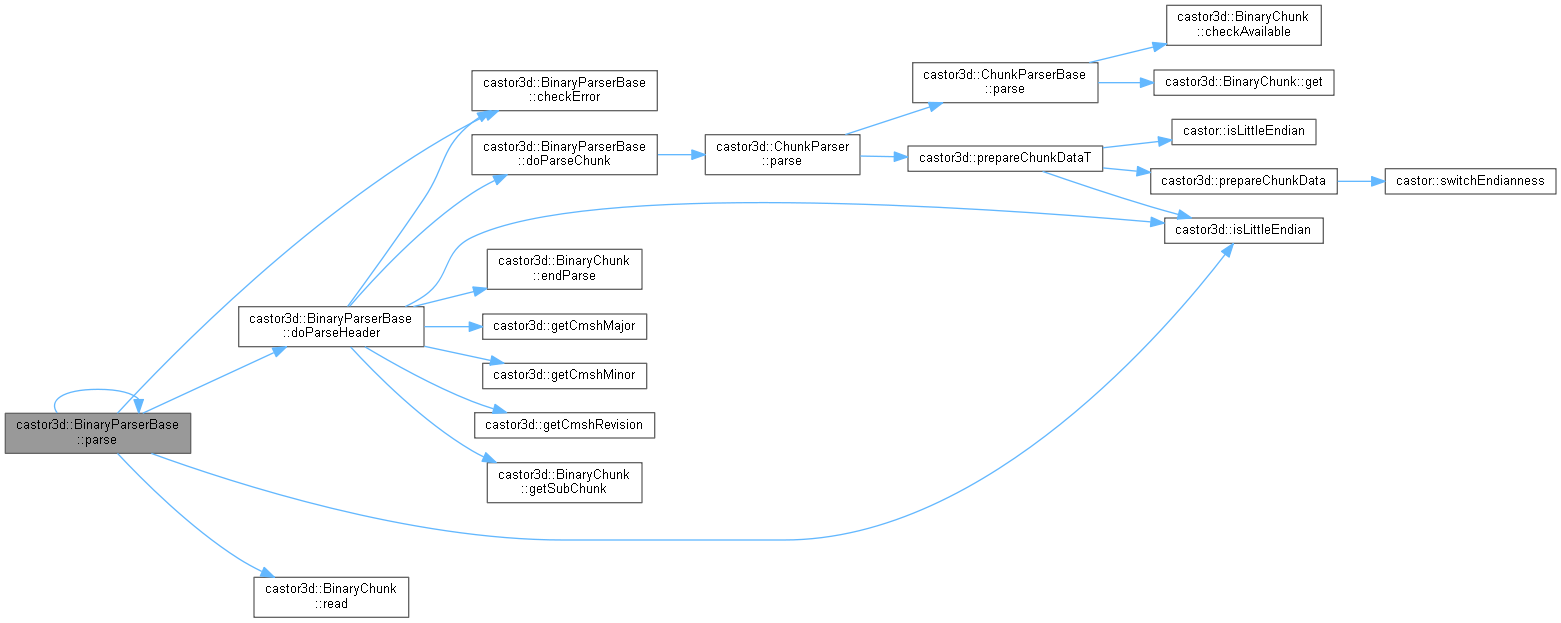 castor3d::BinaryChunk
::checkAvailable
castor3d::BinaryParserBase
::checkError
castor3d::ChunkParserBase
::parse
castor3d::BinaryChunk::get
castor::isLittleEndian
castor3d::BinaryParserBase
::doParseChunk
castor3d::ChunkParser
::parse
castor3d::prepareChunkDataT
castor3d::prepareChunkData
castor::switchEndianness
castor3d::isLittleEndian
castor3d::BinaryChunk
::endParse
castor3d::BinaryParserBase
::doParseHeader
castor3d::getCmshMajor
castor3d::getCmshMinor
castor3d::getCmshRevision
castor3d::BinaryParserBase
::parse
castor3d::BinaryChunk
::getSubChunk
castor3d::BinaryChunk
::read